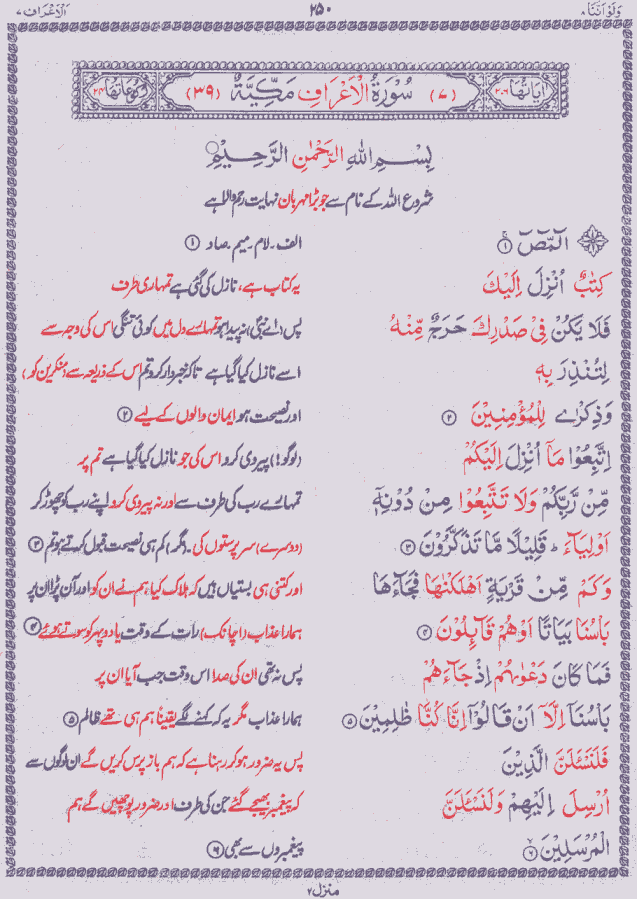 وَلَوْ اَنَّنَا ۸
۲۵۰
اَلْاَعْرَاف ۷
اٰيَاتُهَا ۲۰۶
(۷) سُوْرَةُ الْاَعْرَافِ مَكِّيَّةٌ (۳۹)
رُكُوْعَاتُهَا ۲۴
بِسْمِ اللهِ الرَّحْمٰنِ الرَّحِيْمِ
شروع اللہ کے نام سے جو بڑا مہربان نہایت رحم والا ہے
الٓمّٓصٓ ۱
الف۔لام۔میم۔صاد ۱
كِتٰبٌ اُنْزِلَ اِلَيْكَ
یہ کتاب ہے، نازل کی گئی ہے تمہاری طرف
فَلَا يَكُنْ فِيْ صَدْرِكَ حَرَجٌ مِّنْهُ
پس (اے نبی) نہ پیدا ہو تمہارے دل میں کوئی تنگی اس کی وجہ سے
لِتُنْذِرَ بِهٖ
اسے نازل کیا گیا ہے تاکہ خبردار کرو تم اس کے ذریعہ سے (منکرین کو)
وَذِكْرٰى لِلْمُؤْمِنِيْنَ ۲
اور نصیحت ہو ایمان والوں کے لیے ۲
اِتَّبِعُوْا مَآ اُنْزِلَ اِلَيْكُمْ
(لوگو!) پیروی کرو اس کی جو نازل کیا گیا ہے تم پر
مِّنْ رَّبِّكُمْ وَلَا تَتَّبِعُوْا مِنْ دُوْنِهٖٓ
تمہارے رب کی طرف سے اور نہ پیروی کرو اپنے رب کو چھوڑ کر
اَوْلِيَآءَ ؕ قَلِيْلًا مَّا تَذَكَّرُوْنَ ۳
(دوسرے) سرپرستوں کی۔ (مگر) کم ہی نصیحت قبول کرتے ہو تم ۳
وَكَمْ مِّنْ قَرْيَةٍ اَهْلَكْنٰهَا فَجَآءَهَا
اور کتنی ہی بستیاں ہیں کہ ہلاک کیا ہم نے ان کو اور آن پڑا ان پر
بَاْسُنَا بَيَاتًا اَوْ هُمْ قَآئِلُوْنَ ۴
ہمارا عذاب (اچانک) رات کے وقت یا دوپہر کو سوتے ہوئے ۴
فَمَا كَانَ دَعْوٰىهُمْ اِذْ جَآءَهُمْ
پس نہ تھی ان کی صدا اس وقت جب آیا ان پر
بَاْسُنَآ اِلَّآ اَنْ قَالُوْٓا اِنَّا كُنَّا ظٰلِمِيْنَ ۵
ہمارا عذاب مگر یہ کہ کہنے لگے یقیناً ہم ہی تھے ظالم ۵
فَلَنَسْـَٔلَنَّ الَّذِيْنَ
پس یہ ضرور ہو کر رہنا ہے کہ ہم باز پرس کریں گے ان لوگوں سے
اُرْسِلَ اِلَيْهِمْ وَلَنَسْـَٔلَنَّ
کہ پیغمبر بھیجے گئے جن کی طرف اور ضرور پوچھیں گے ہم
الْمُرْسَلِيْنَ ۶
پیغمبروں سے بھی ۶
منزل ۲